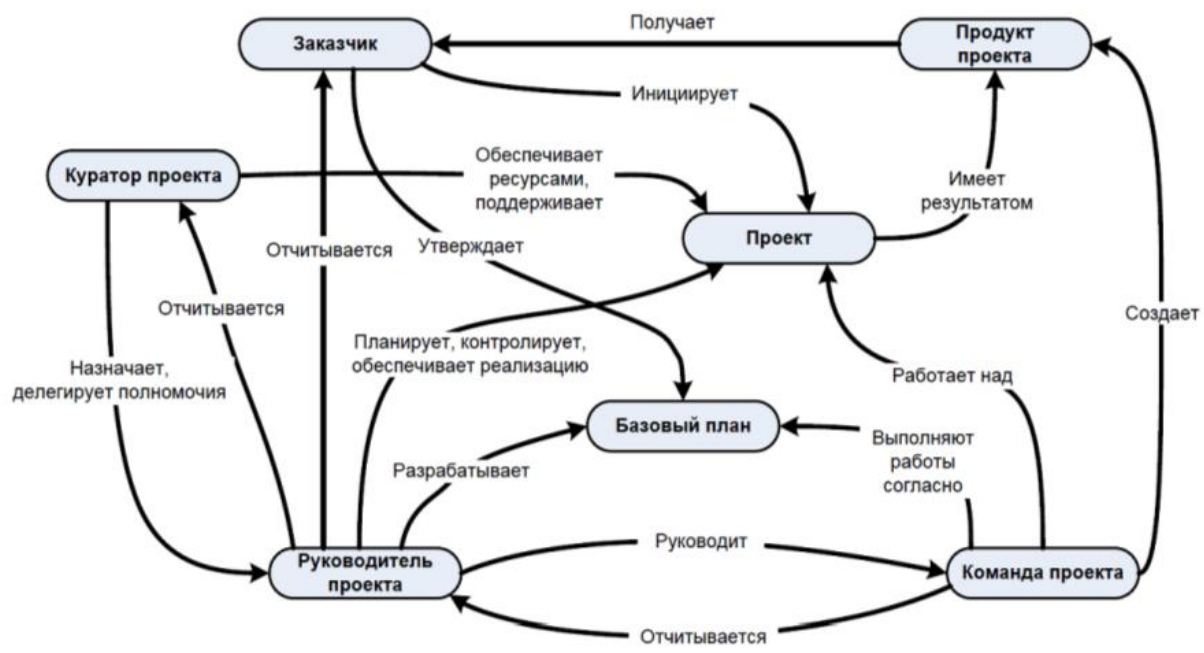 Получает
Заказчик
Продукт
проекта
Инициирует
Обеспечивает
ресурсами,
поддерживает
Куратор проекта
Имеет
результатом
Проект
Утверждает
Отчитывается
Отчитывается
Создает
Планирует, контролирует,
обеспечивает реализацию
Назначает,
делегирует полномочия
Работает над
Базовый план
Выполняют
работы
согласно
Разрабатывает
Руководитель
проекта
Руководит
Команда проекта
Отчитывается